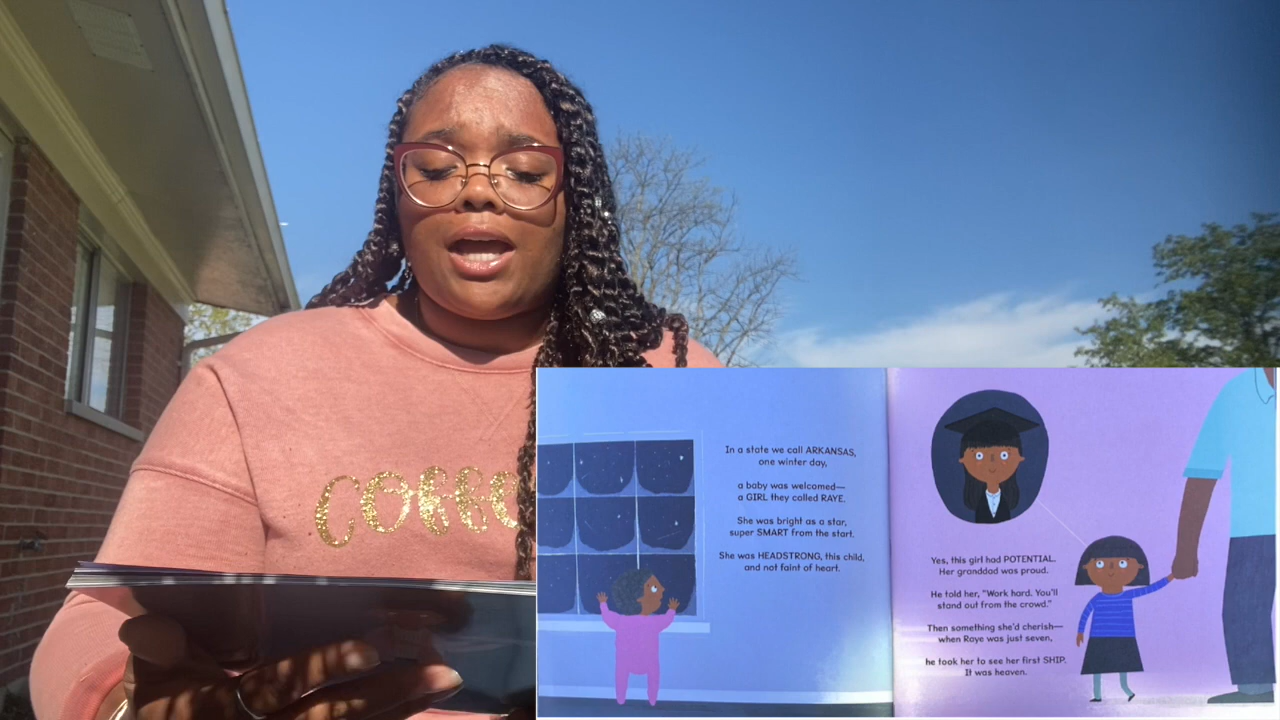 COFFE
In a state we call ARKANSAS,
one winter day,
a baby was welcomed—
a GIRL they called RAYE.
She was bright as a star,
super SMART from the start.
She was HEADSTRONG, this child,
and not faint of heart.
Yes, this girl had POTENTIAL.
Her granddad was proud.
He told her, "Work hard. You'll
stand out from the crowd."
Then something she'd cherish—
when Raye was just seven,
he took her to see her first SHIP.
It was heaven.